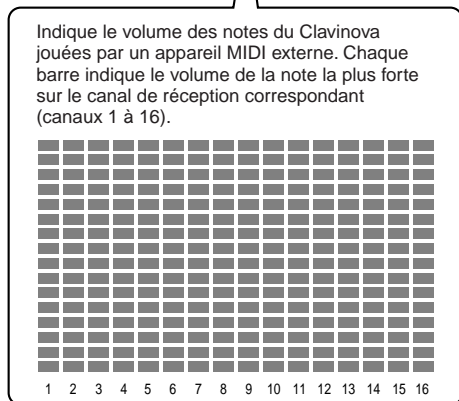 Indique le volume des notes du Clavinova
jouées par un appareil MIDI externe. Chaque
barre indique le volume de la note la plus forte
sur le canal de réception correspondant
(canaux 1 à 16).
1 2 3 4 5 6 7 8 9 10 11 12 13 14 15 16